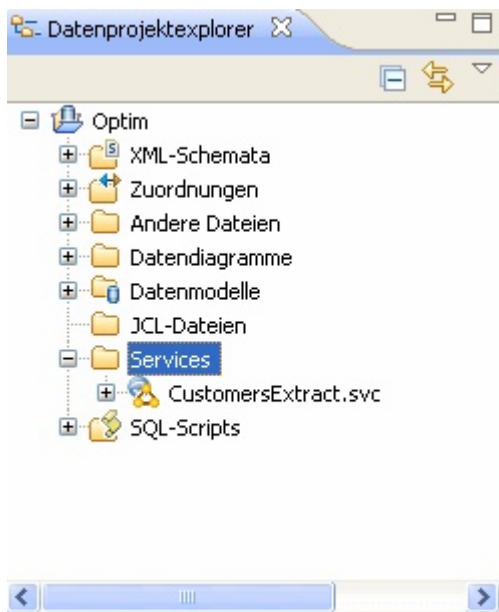 Datenprojektexplorer
Optim
XML-Schemata
Zuordnungen
Andere Dateien
Datendiagramme
Datenmodelle
JCL-Dateien
Services
CustomersExtract.svc
SQL-Scripts